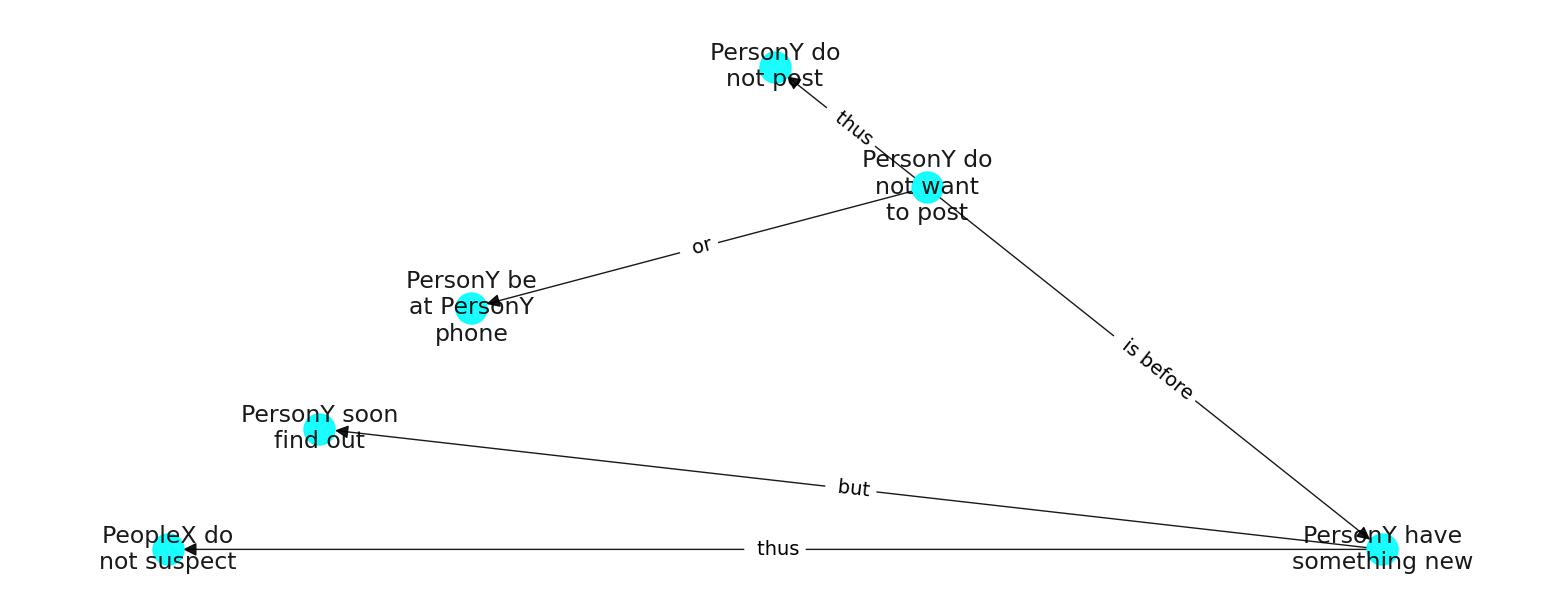 PersonY do
not post
thus
PersonY do
not want
to post
or
PersonY be
at PersonY
phone
is before
PersonY soon
find out
but
PeopleX do
not suspect
thus
PersonY have
something new